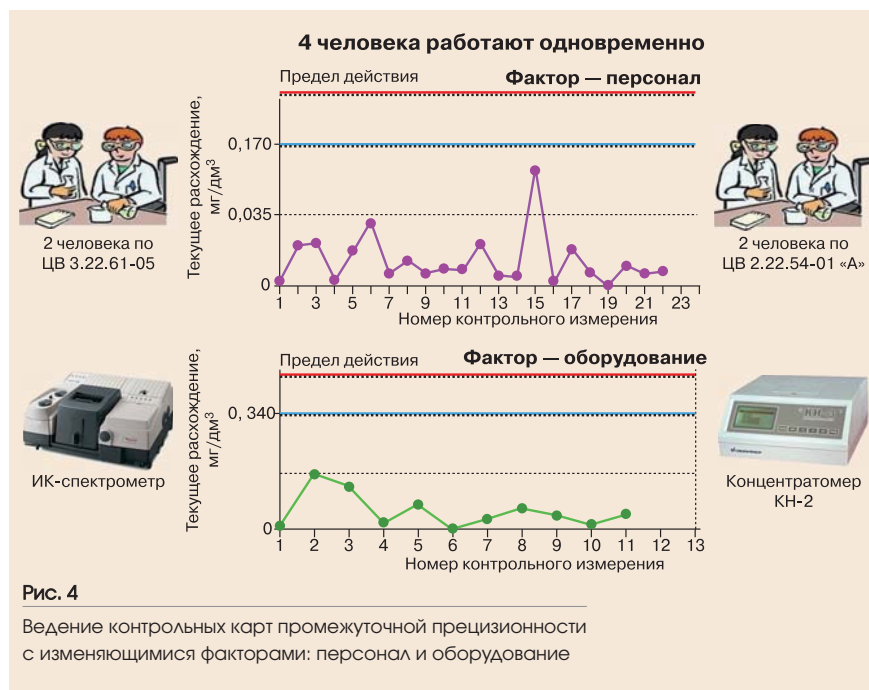 4 человека работают одновременно
Предел действия
Фактор — персонал
Текущее расхождение,
мг/дм³
0,170
0,035
0
1 3 5 7 9 11 13 15 17 19 21 23
Номер контрольного измерения
2 человека по
ЦВ 3.22.61-05
2 человека по
ЦВ 2.22.54-01 «А»
Предел действия
Фактор — оборудование
Текущее расхождение,
мг/дм³
0,340
0
1 2 3 4 5 6 7 8 9 10 11 12 13
Номер контрольного измерения
ИК-спектрометр
Концентратомер
КН-2
Рис. 4
Ведение контрольных карт промежуточной прецизионности
с изменяющимися факторами: персонал и оборудование